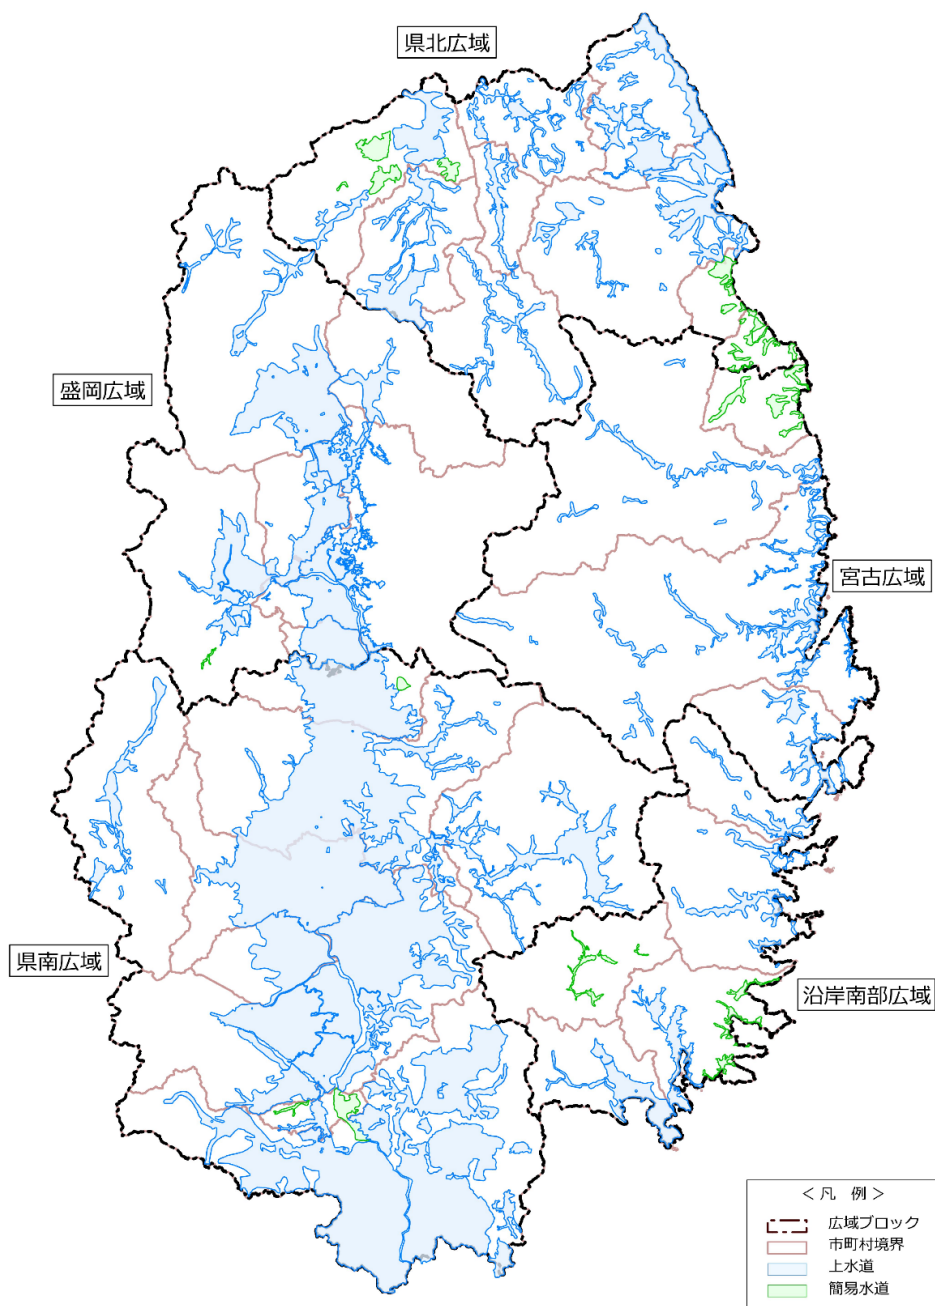 県北広域
盛岡広域
宮古広域
県南広域
沿岸南部広域
＜ 凡 例 ＞
広域ブロック
市町村境界
上水道
簡易水道